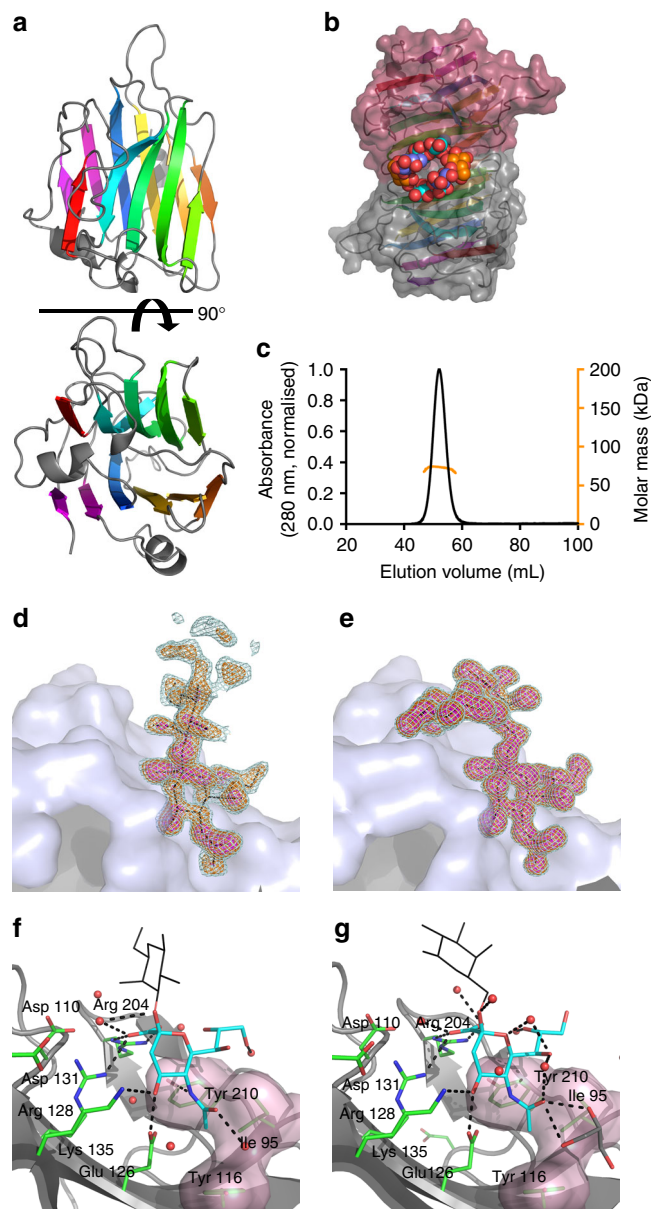 a
b
90°
c
Absorbance
(280 nm, normalised)
1.0
0.8
0.6
0.4
0.2
0.0
20
40
60
80
100
Elution volume (mL)
200
150
100
50
0
Molar mass (kDa)
d
e
f
Asp 110
Arg 204
Asp 131
Arg 128
Lys 135
Glu 126
Tyr 210
Ile 95
Tyr 116
g
Asp 110
Arg 204
Asp 131
Arg 128
Lys 135
Glu126
Tyr 210
Ile 95
Tyr 116